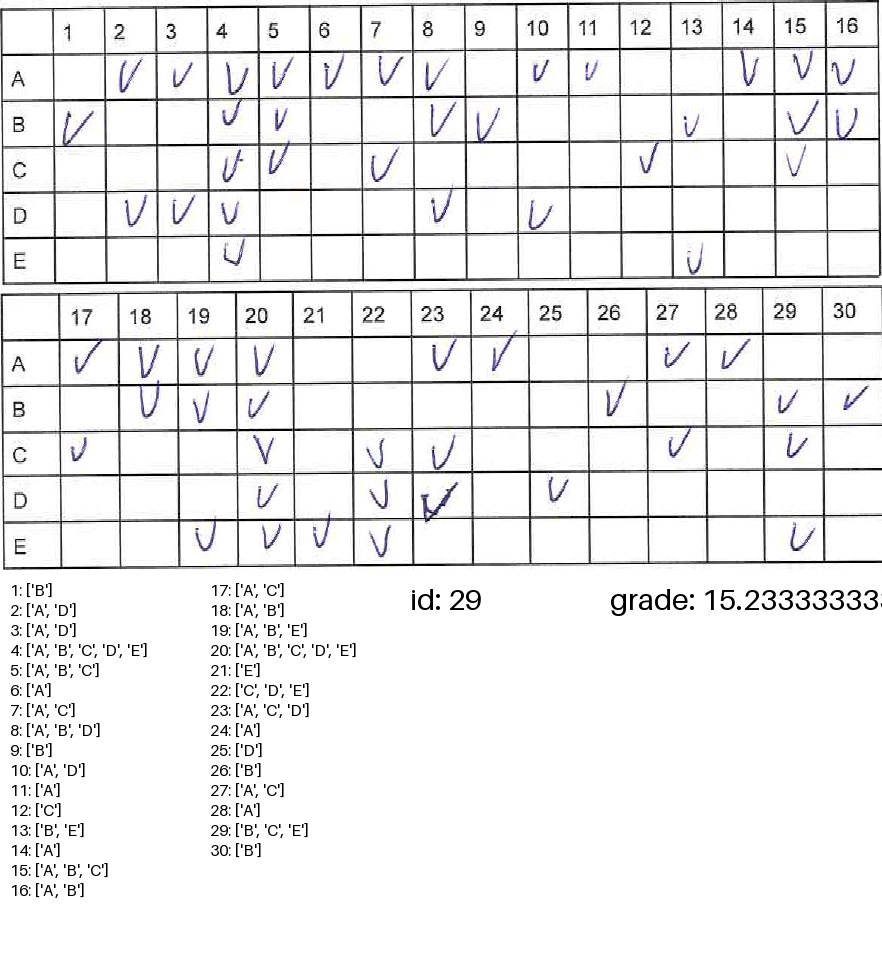 1 2 3 4 5 6 7 8 9 10 11 12 13 14 15 16
A
B
C
D
E
17 18 19 20 21 22 23 24 25 26 27 28 29 30
A
B
C
D
E
1: ['B']
2: ['A', 'D']
3: ['A', 'D']
4: ['A', 'B', 'C', 'D', 'E']
5: ['A', 'B', 'C']
6: ['A']
7: ['A', 'C']
8: ['A', 'B', 'D']
9: ['B']
10: ['A', 'D']
11: ['A']
12: ['C']
13: ['B', 'E']
14: ['A']
15: ['A', 'B', 'C']
16: ['A', 'B']
17: ['A', 'C']
18: ['A', 'B']
19: ['A', 'B', 'E']
20: ['A', 'B', 'C', 'D', 'E']
21: ['E']
22: ['C', 'D', 'E']
23: ['A', 'C', 'D']
24: ['A']
25: ['D']
26: ['B']
27: ['A', 'C']
28: ['A']
29: ['B', 'C', 'E']
30: ['B']
id: 29
grade: 15.233333333